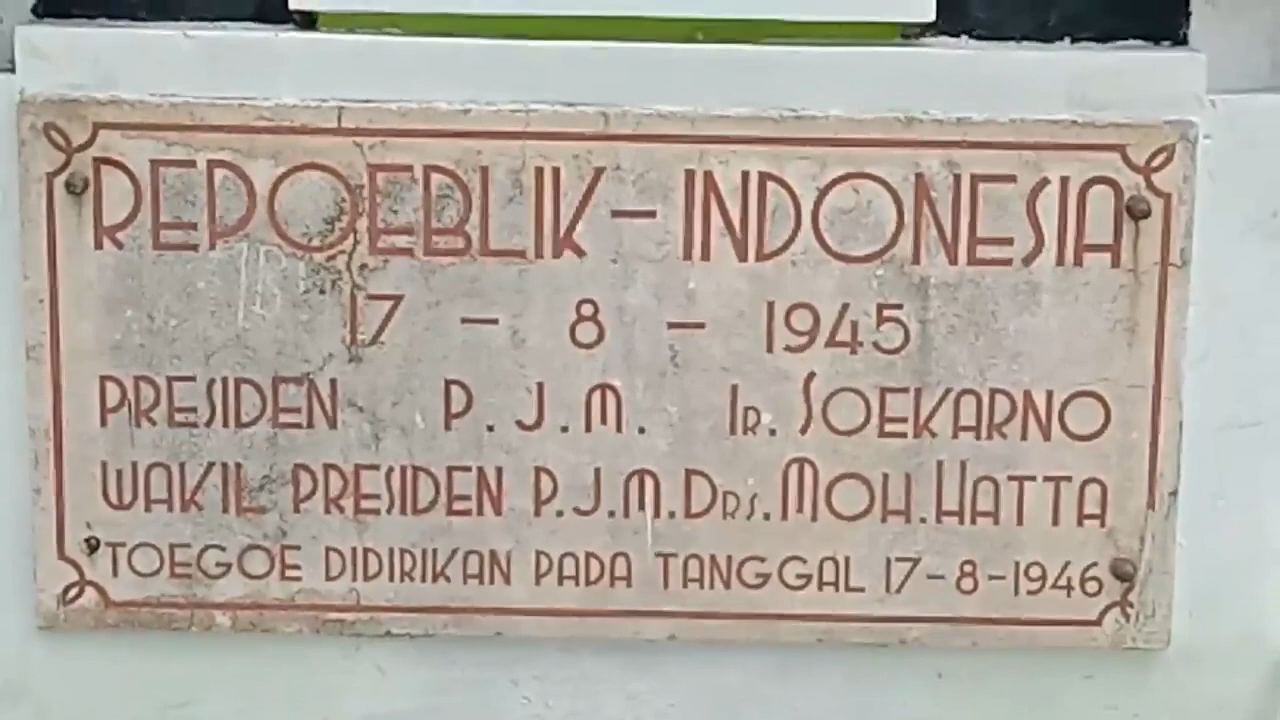 REPOEBLIK-INDONESIA
17 - 8 - 1945
PRESIDEN P.J.M. IR. SOEKARNO
WAKIL PRESIDEN P.J.M. DRS. MOH. HATTA
TOEGOE DIDIRIKAN PADA TANGGAL 17-8-1946